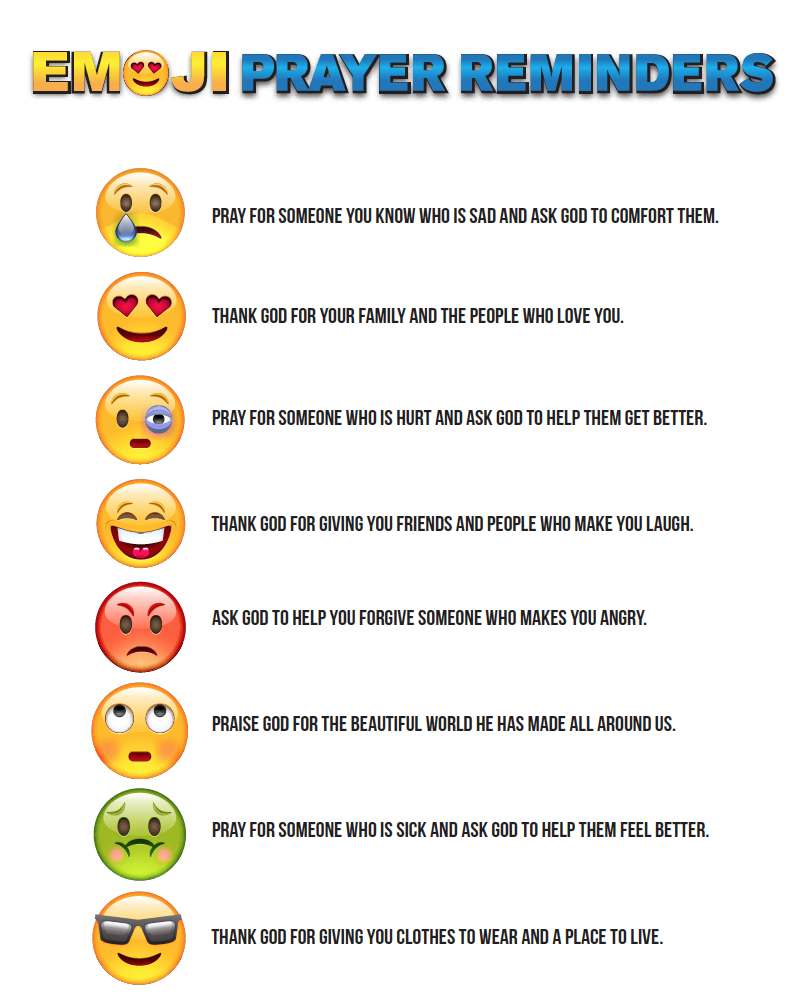 EMOJI PRAYER REMINDERS
PRAY FOR SOMEONE YOU KNOW WHO IS SAD AND ASK GOD TO COMFORT THEM.
THANK GOD FOR YOUR FAMILY AND THE PEOPLE WHO LOVE YOU.
PRAY FOR SOMEONE WHO IS HURT AND ASK GOD TO HELP THEM GET BETTER.
THANK GOD FOR GIVING YOU FRIENDS AND PEOPLE WHO MAKE YOU LAUGH.
ASK GOD TO HELP YOU FORGIVE SOMEONE WHO MAKES YOU ANGRY.
PRAISE GOD FOR THE BEAUTIFUL WORLD HE HAS MADE ALL AROUND US.
PRAY FOR SOMEONE WHO IS SICK AND ASK GOD TO HELP THEM FEEL BETTER.
THANK GOD FOR GIVING YOU CLOTHES TO WEAR AND A PLACE TO LIVE.